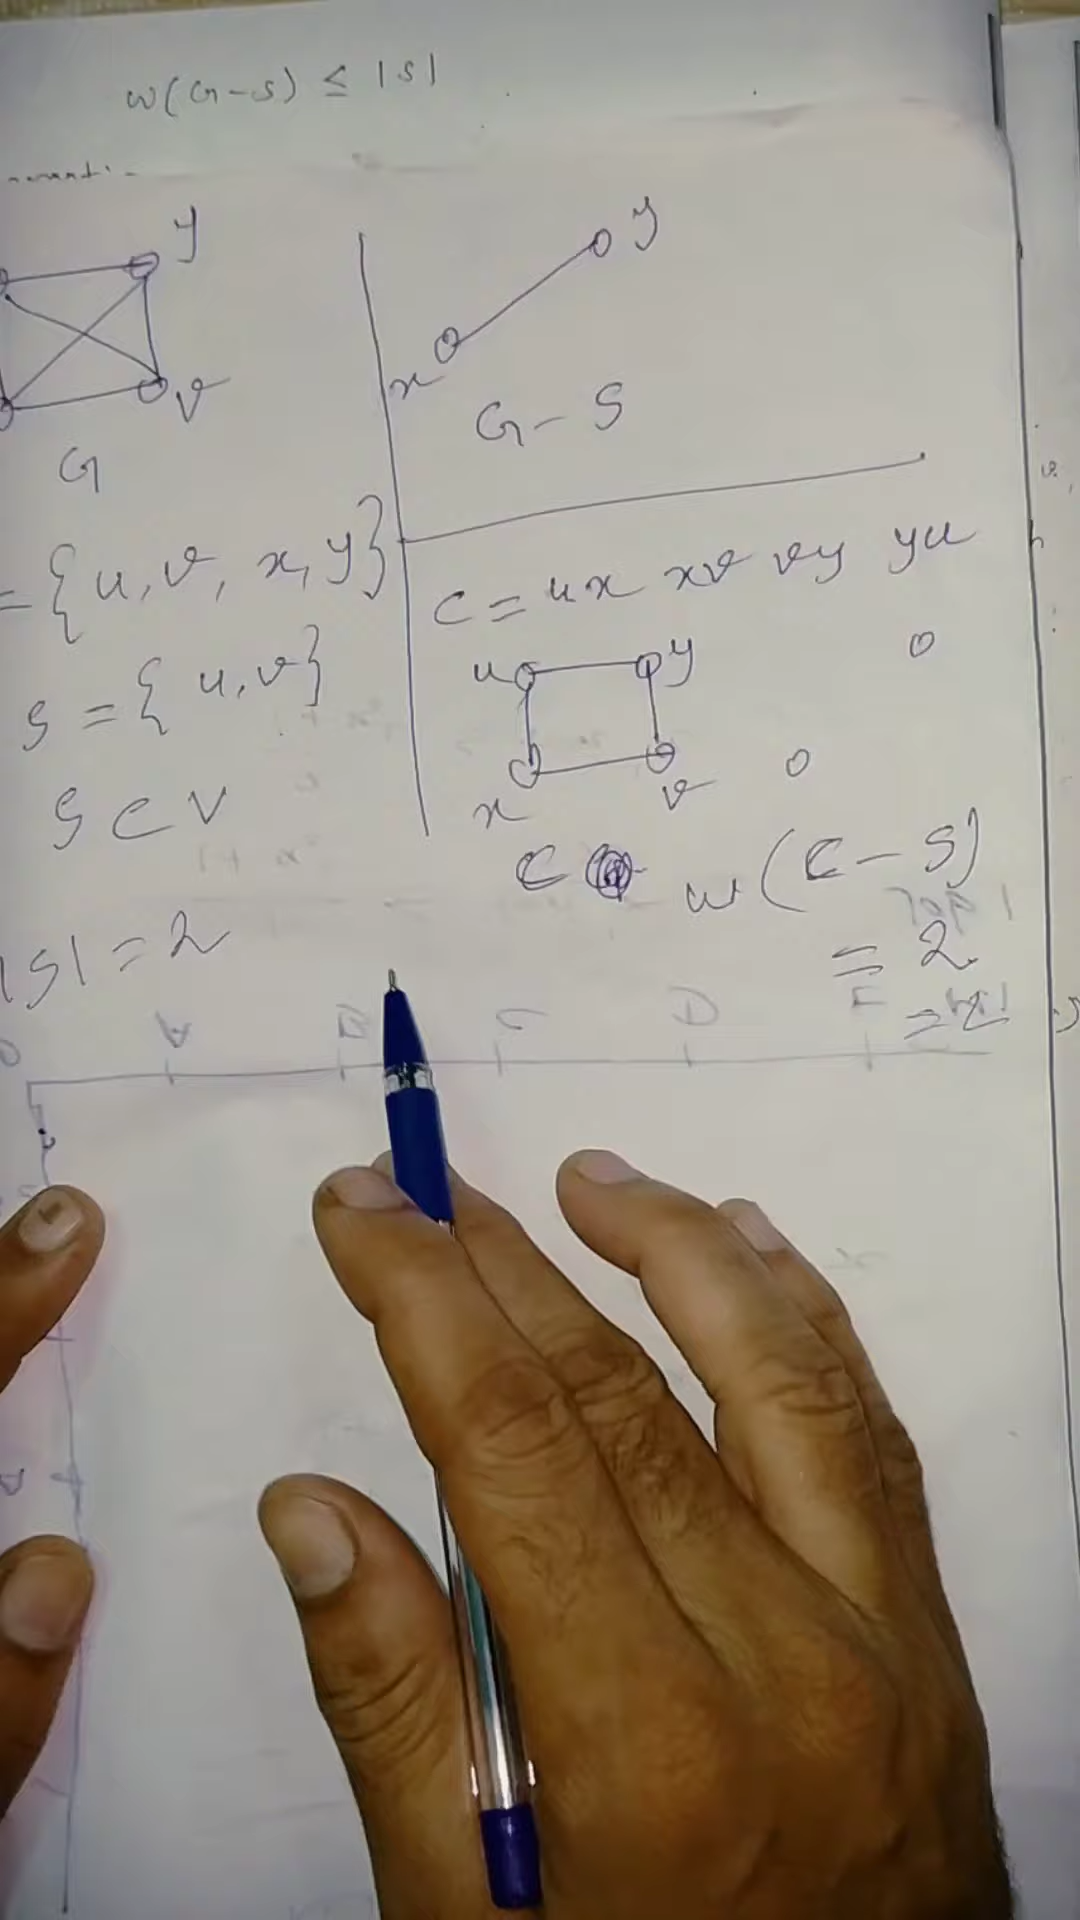 w(G-S) ≤ |S|
y
v
G
y
x
G - S
= {u, v, x, y}
S = {u, v}
S ⊂ V
|S| = 2
C = ux xv vy yu
u y
x v
C w(C - S)
= 2
A B C D E